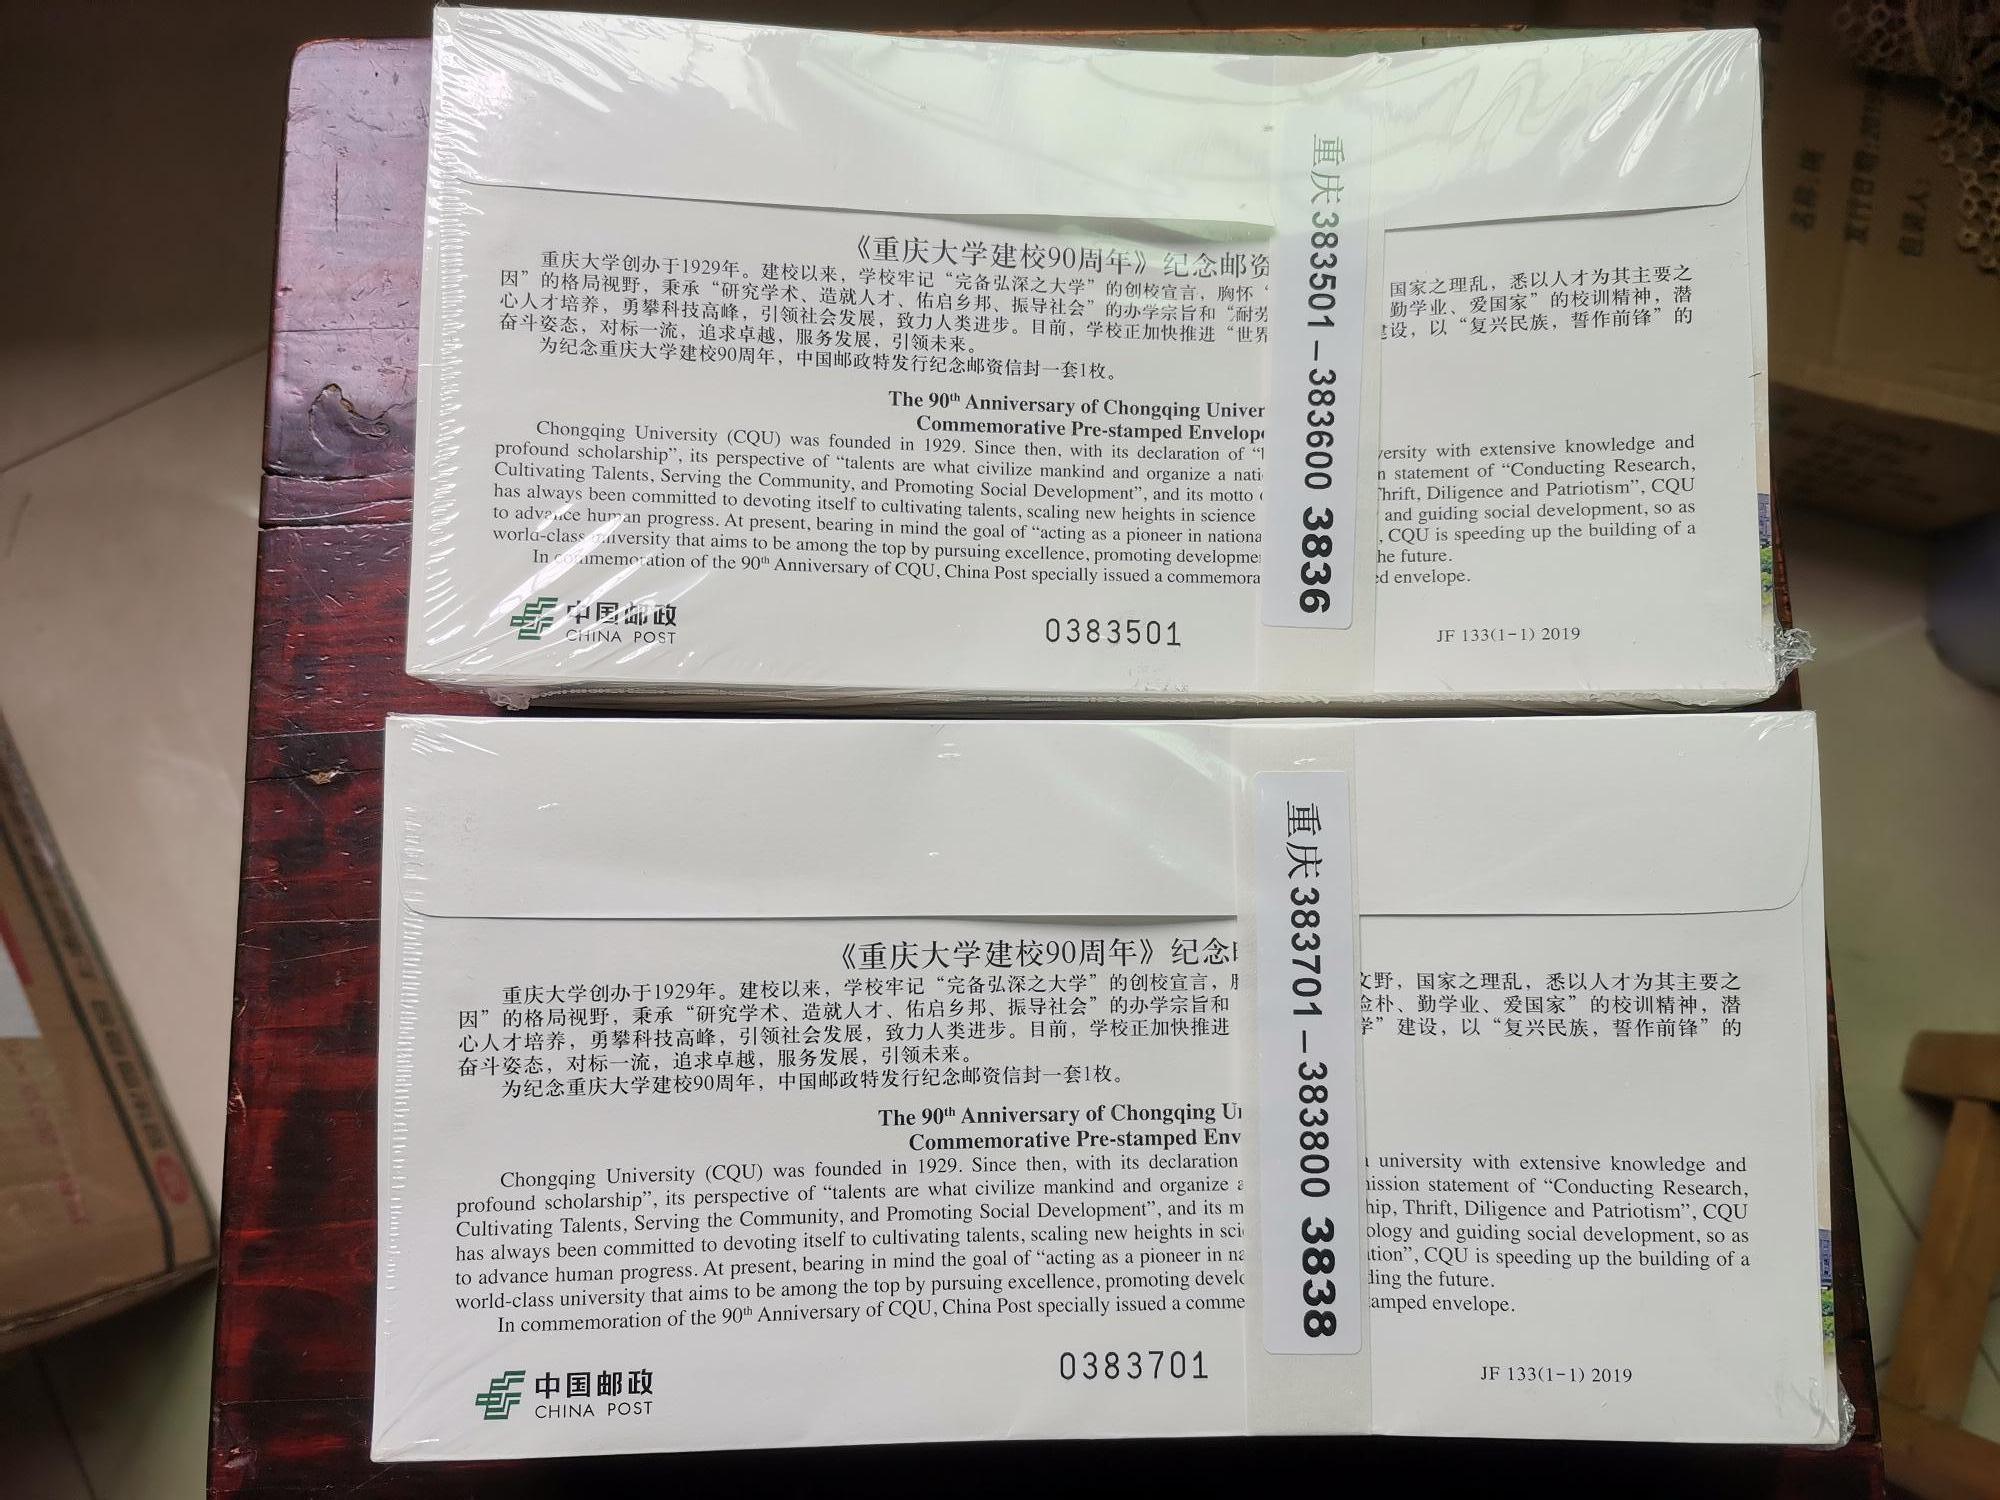 《重庆大学建校90周年》纪念邮资
重庆大学创办于1929年。建校以来，学校牢记“完备弘深之大学”的创校宣言，胸怀“ 国家之理乱，悉以人才为其主要之
因”的格局视野，秉承“研究学术、造就人才、佑启乡邦、振导社会”的办学宗旨和“耐劳 勤学业、爱国家”的校训精神，潜
心人才培养，勇攀科技高峰，引领社会发展，致力人类进步。目前，学校正加快推进“世界 建设，以“复兴民族，誓作前锋”的
奋斗姿态，对标一流，追求卓越，服务发展，引领未来。
为纪念重庆大学建校90周年，中国邮政特发行纪念邮资信封一套1枚。
The 90th Anniversary of Chongqing Univer
Commemorative Pre-stamped Envelope
Chongqing University (CQU) was founded in 1929. Since then, with its declaration of “ versity with extensive knowledge and
profound scholarship”, its perspective of “talents are what civilize mankind and organize a nati n statement of “Conducting Research,
Cultivating Talents, Serving the Community, and Promoting Social Development”, and its motto Thrift, Diligence and Patriotism”, CQU
has always been committed to devoting itself to cultivating talents, scaling new heights in science and guiding social development, so as
to advance human progress. At present, bearing in mind the goal of “acting as a pioneer in nationa , CQU is speeding up the building of a
world-class university that aims to be among the top by pursuing excellence, promoting developme he future.
In commemoration of the 90th Anniversary of CQU, China Post specially issued a commemora ed envelope.
中国邮政
CHINA POST
0383501
JF 133(1-1) 2019
重庆383501-383600 3836
《重庆大学建校90周年》纪念
重庆大学创办于1929年。建校以来，学校牢记“完备弘深之大学”的创校宣言， 文野，国家之理乱，悉以人才为其主要之
因”的格局视野，秉承“研究学术、造就人才、佑启乡邦、振导社会”的办学宗旨和 俭朴、勤学业、爱国家”的校训精神，潜
心人才培养，勇攀科技高峰，引领社会发展，致力人类进步。目前，学校正加快推进 学”建设，以“复兴民族，誓作前锋”的
奋斗姿态，对标一流，追求卓越，服务发展，引领未来。
为纪念重庆大学建校90周年，中国邮政特发行纪念邮资信封一套1枚。
The 90th Anniversary of Chongqing U
Commemorative Pre-stamped Env
Chongqing University (CQU) was founded in 1929. Since then, with its declaration university with extensive knowledge and
profound scholarship”, its perspective of “talents are what civilize mankind and organize a ission statement of “Conducting Research,
Cultivating Talents, Serving the Community, and Promoting Social Development”, and its m hip, Thrift, Diligence and Patriotism”, CQU
has always been committed to devoting itself to cultivating talents, scaling new heights in sci ology and guiding social development, so as
to advance human progress. At present, bearing in mind the goal of “acting as a pioneer in na tion”, CQU is speeding up the building of a
world-class university that aims to be among the top by pursuing excellence, promoting develo ding the future.
In commemoration of the 90th Anniversary of CQU, China Post specially issued a comme amped envelope.
中国邮政
CHINA POST
0383701
JF 133(1-1) 2019
重庆383701-383800 3838